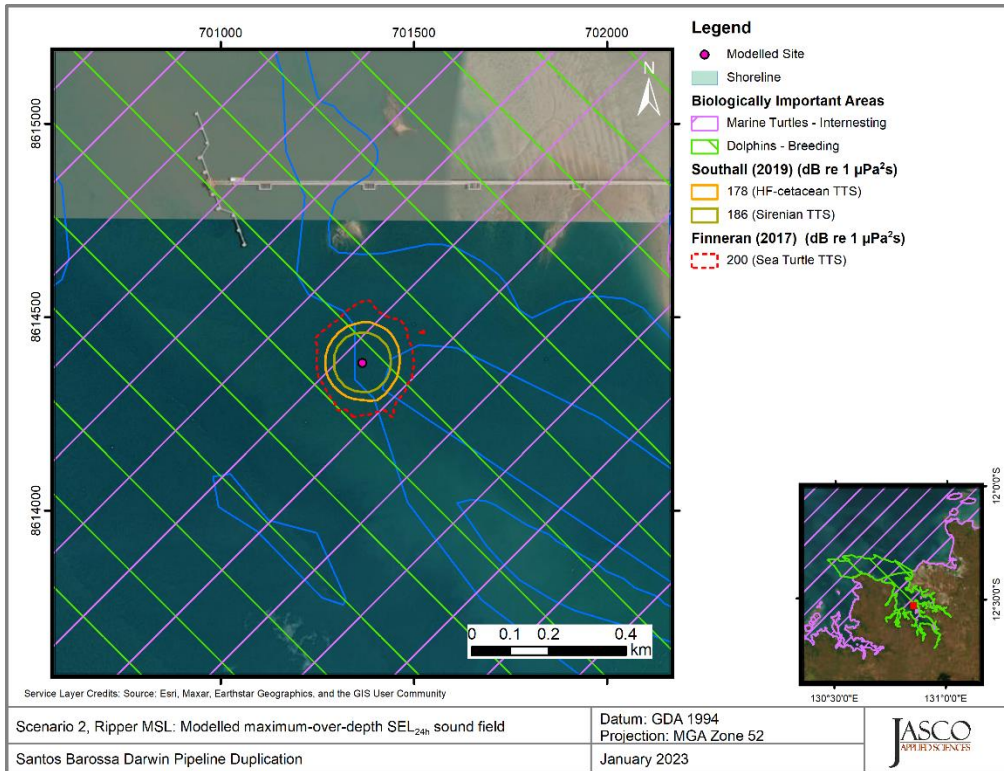 701000
701500
702000
8615000
8614500
8614000
N
0
0.1
0.2
0.4
km
Legend
Modelled Site
Shoreline
Biologically Important Areas
Marine Turtles - Internesting
Dolphins - Breeding
Southall (2019) (dB re 1 µPa²s)
178 (HF-cetacean TTS)
186 (Sirenian TTS)
Finneran (2017) (dB re 1 µPa²s)
200 (Sea Turtle TTS)
12°0'0"S
12°30'0"S
130°30'0"E
131°0'0"E
Service Layer Credits: Source: Esri, Maxar, Earthstar Geographics, and the GIS User Community
Scenario 2, Ripper MSL: Modelled maximum-over-depth SEL₂₄ₕ sound field
Santos Barossa Darwin Pipeline Duplication
Datum: GDA 1994
Projection: MGA Zone 52
January 2023
JASCO
APPLIED SCIENCES